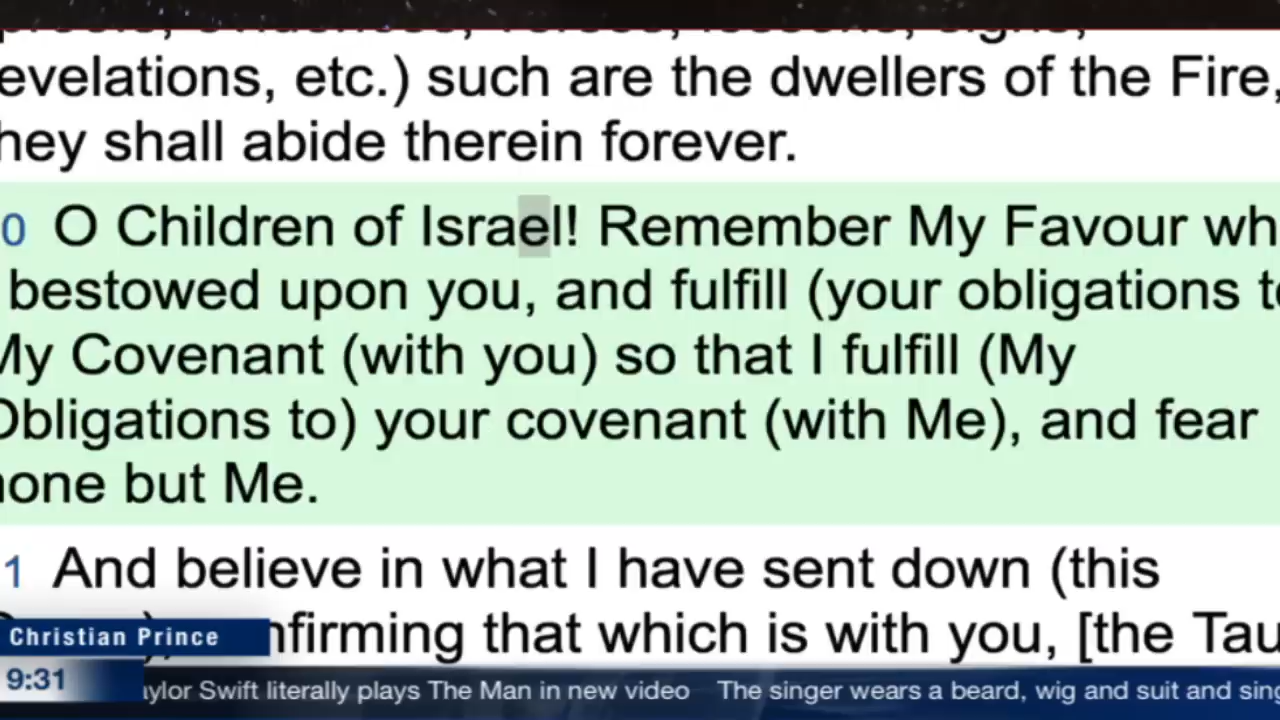 evelations, etc.) such are the dwellers of the Fire,
hey shall abide therein forever.
0 O Children of Israel! Remember My Favour wh
bestowed upon you, and fulfill (your obligations to
My Covenant (with you) so that I fulfill (My
Obligations to) your covenant (with Me), and fear
none but Me.
1 And believe in what I have sent down (this
nfirming that which is with you, [the Tau
Christian Prince
9:31
aylor Swift literally plays The Man in new video The singer wears a beard, wig and suit and sing